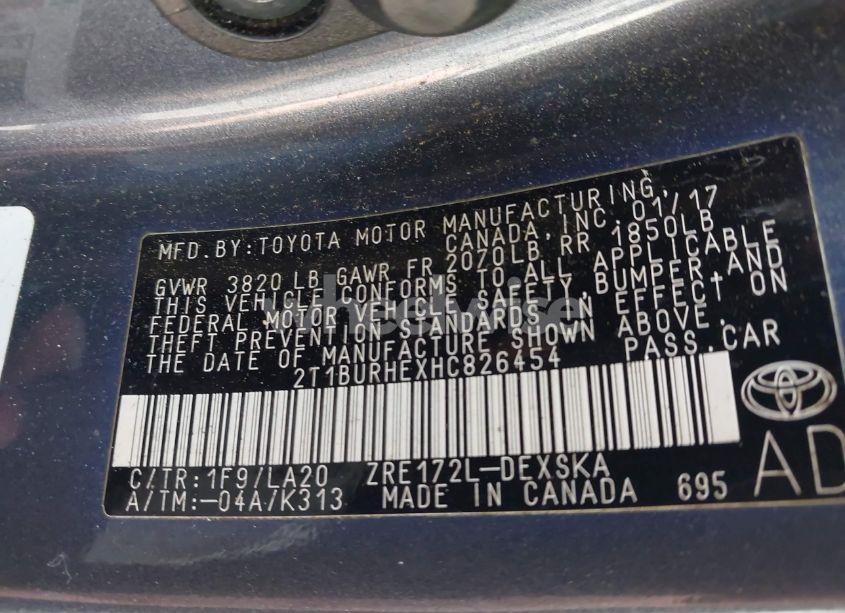 MFD.BY:TOYOTA MOTOR MANUFACTURING,
CANADA, INC. 01/17
GVWR 3820 LB GAWR FR 2070LB RR 1850LB
THIS VEHICLE CONFORMS TO ALL APPLICABLE
FEDERAL MOTOR VEHICLE SAFETY, BUMPER, AND
THEFT PREVENTION STANDARDS IN EFFECT ON
THE DATE OF MANUFACTURE SHOWN ABOVE.
2T1BURHEXHC826454 PASS.CAR
C/TR:1F9/LA20 ZRE172L-DEXSKA
A/TM:-04A/K313 MADE IN CANADA 695
AD